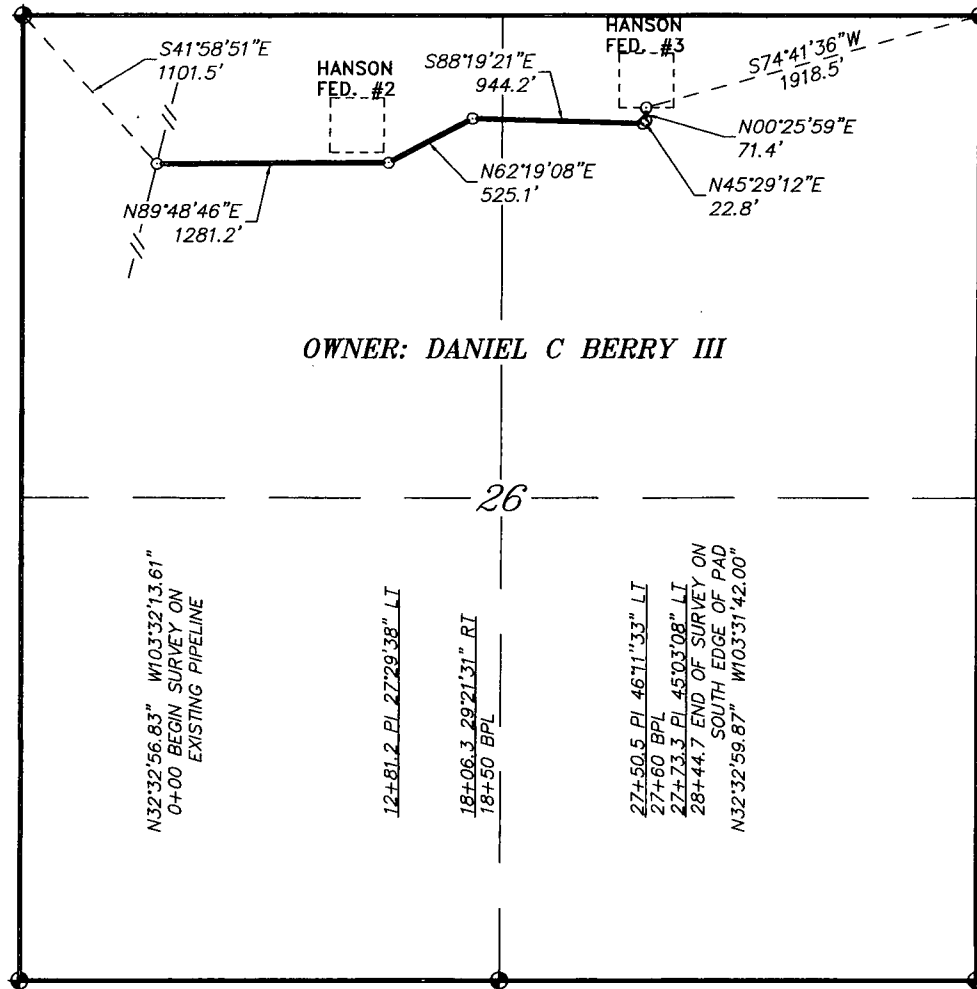 S41°58'51"E
1101.5'
HANSON
FED. #2
S88°19'21"E
944.2'
HANSON
FED. #3
S74°41'36"W
1918.5'
N00°25'59"E
71.4'
N45°29'12"E
22.8'
N62°19'08"E
525.1'
N89°48'46"E
1281.2'
OWNER: DANIEL C BERRY III
26
N32°32'56.83" W103°32'13.61"
0+00 BEGIN SURVEY ON
EXISTING PIPELINE
12+81.2 PI 27°29'38" LT
18+06.3 29°21'31" RT
18+50 BPL
27+50.5 PI 46°11'33" LT
27+60 BPL
27+73.3 PI 45°03'08" LT
28+44.7 END OF SURVEY ON
SOUTH EDGE OF PAD
N32°32'59.87" W103°31'42.00"